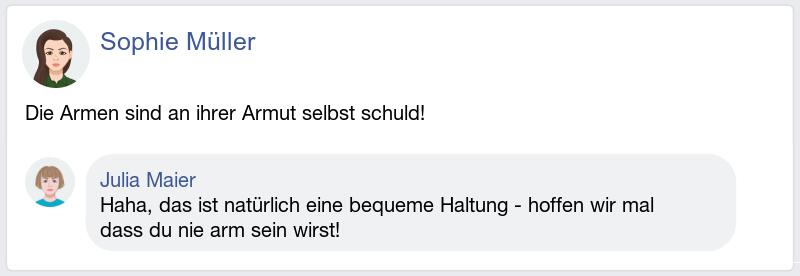 Sophie Müller
Die Armen sind an ihrer Armut selbst schuld!
Julia Maier
Haha, das ist natürlich eine bequeme Haltung - hoffen wir mal
dass du nie arm sein wirst!